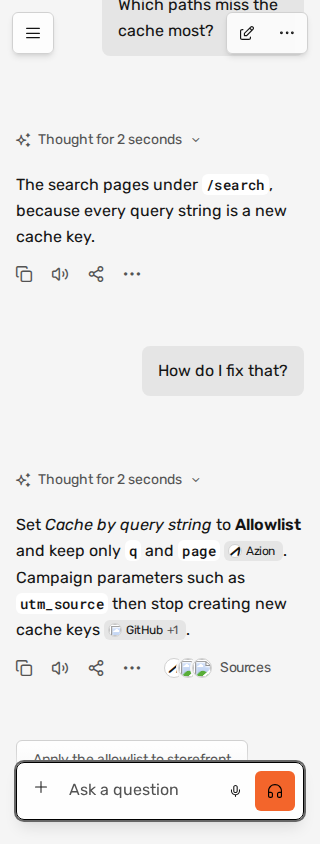 Which paths miss the
cache most?
Thought for 2 seconds
The search pages under /search,
because every query string is a new
cache key.
How do I fix that?
Thought for 2 seconds
Set Cache by query string to Allowlist
and keep only q and page Azion.
Campaign parameters such as
utm_source then stop creating new
cache keys GitHub +1.
Sources
Apply the allowlist to storefront
Ask a question